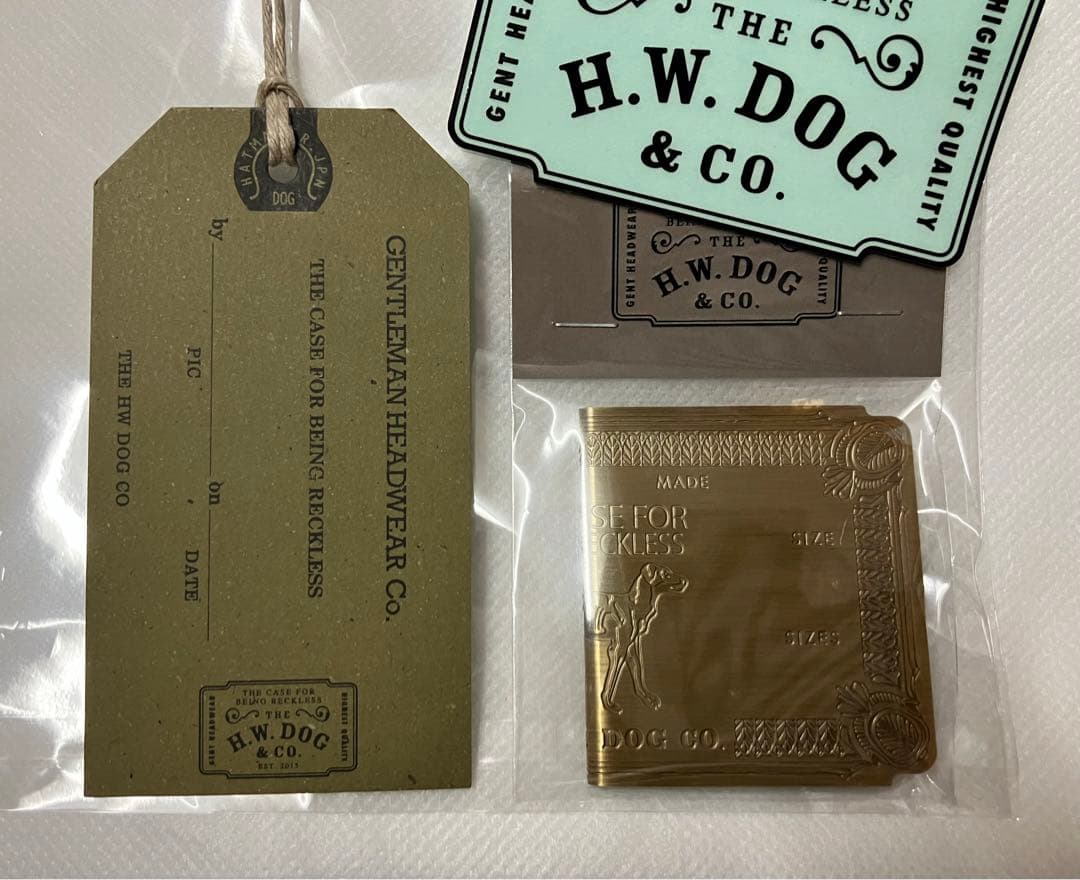 HATM
R. JPN
DOG
GENTLEMAN HEADWEAR Co.
THE CASE FOR BEING RECKLESS
by on
PIC DATE
THE HW DOG CO
THE CASE FOR
BEING RECKLESS
THE
H.W. DOG
& CO.
EST. 2015
GENT HEADWEAR
HIGHEST QUALITY
THE
H.W. DOG
& CO.
GENT HEA
HIGHEST QUALITY
THE
H.W. DOG
& CO.
GENT HEADWEAR
QUALITY
MADE
SE FOR
ECKLESS
SIZE
SIZES
DOG CO.